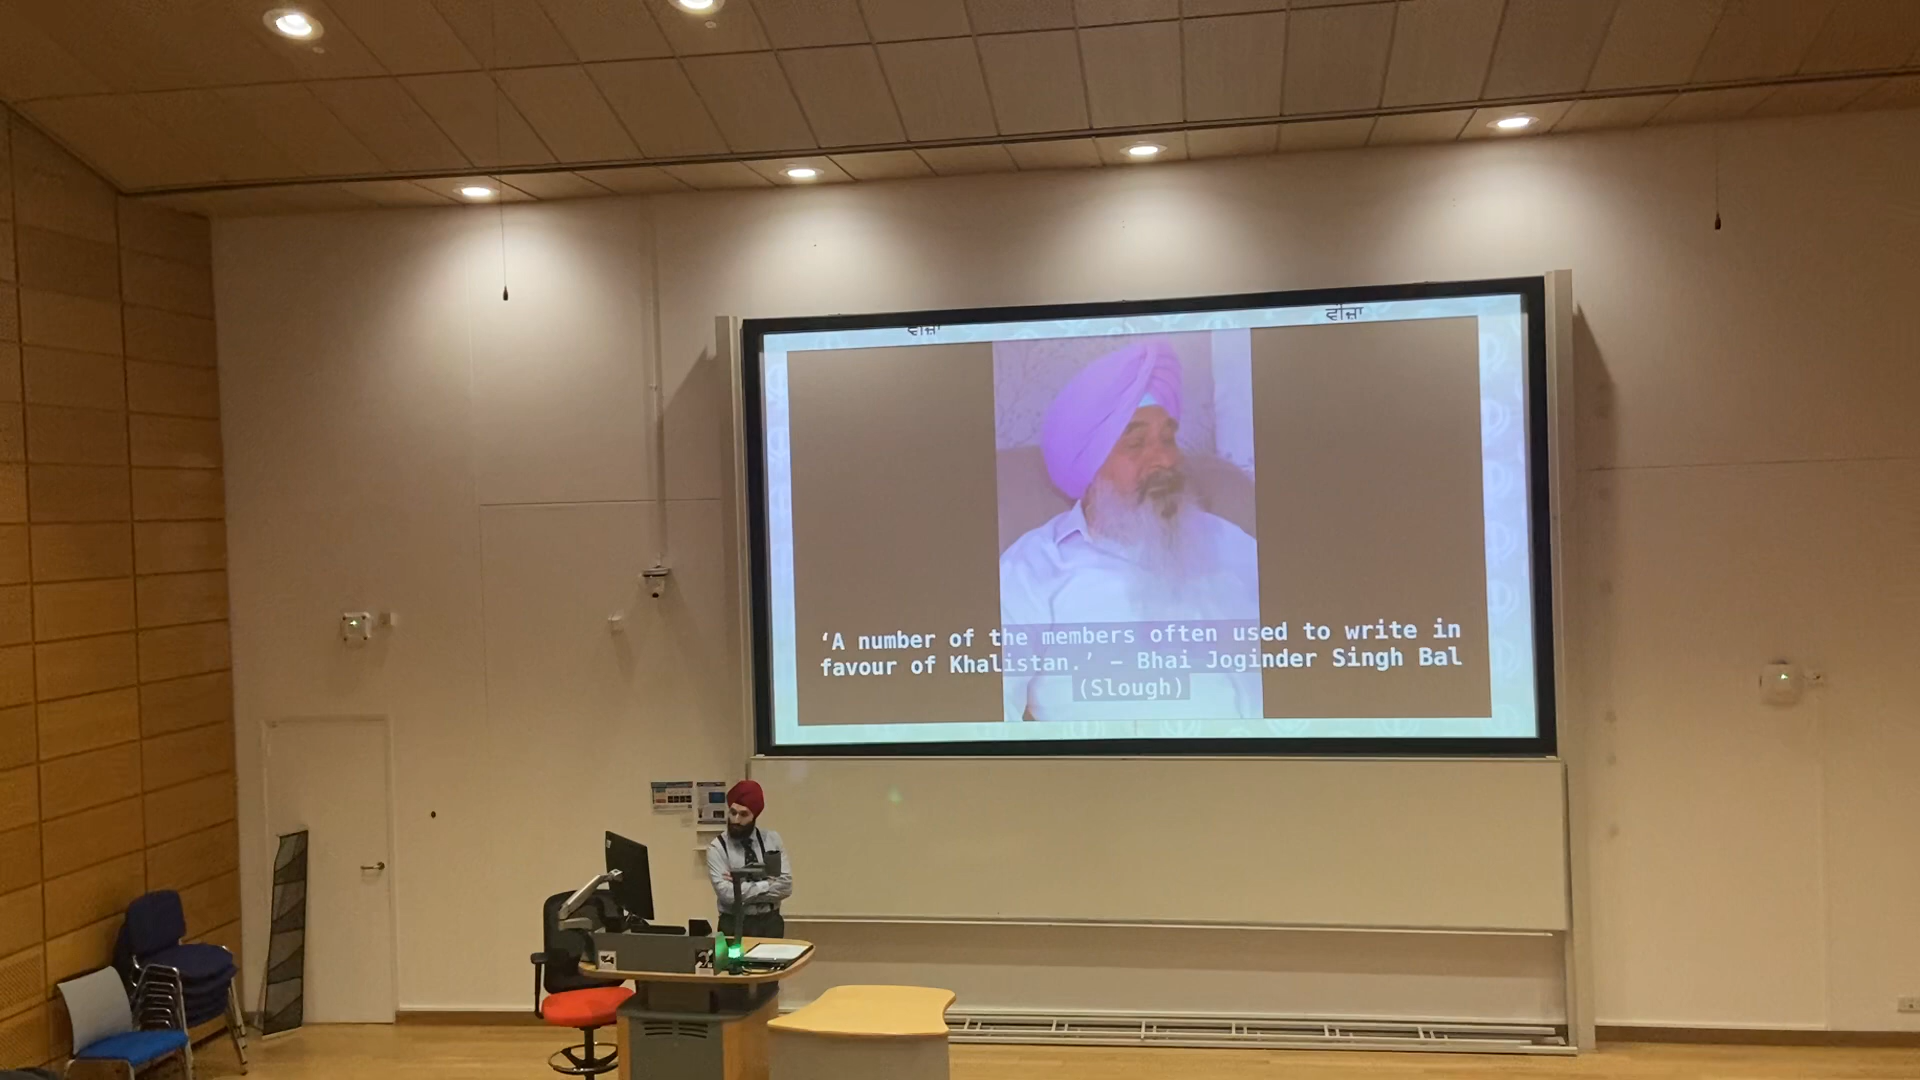 ਵੀਜ਼ਾ ਵੀਜ਼ਾ
‘A number of the members often used to write in
favour of Khalistan.’ – Bhai Joginder Singh Bal
(Slough)